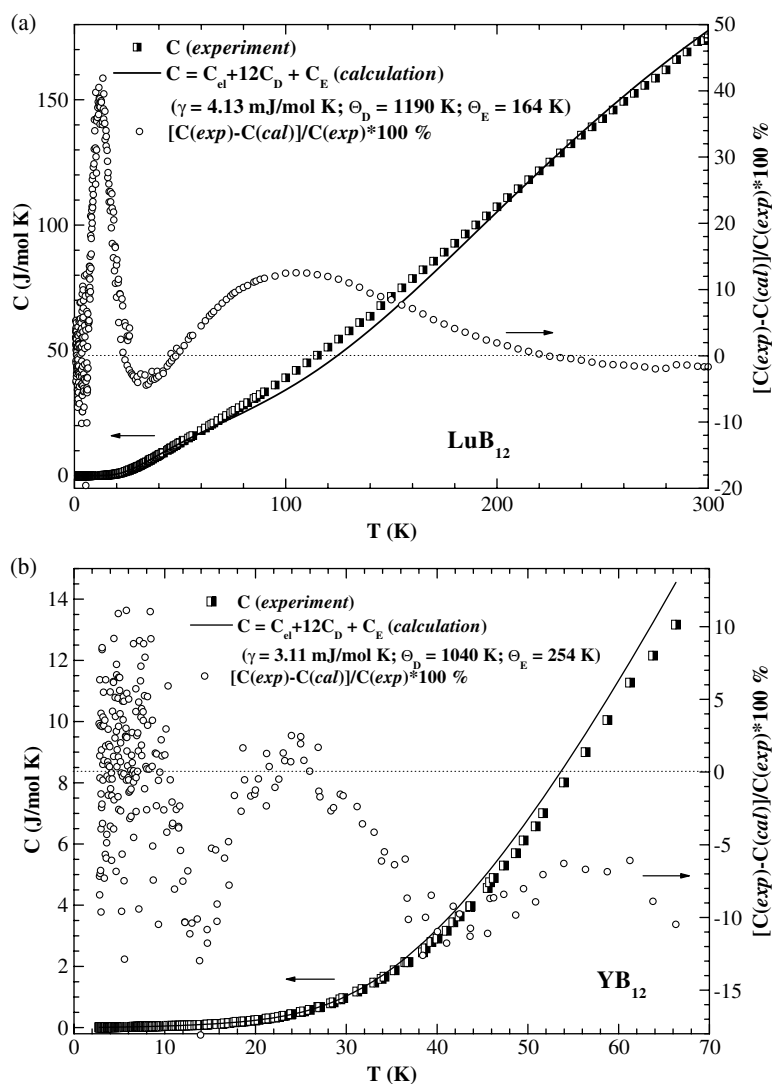 (a)
C (experiment)
C = C_el+12C_D + C_E (calculation)
(γ = 4.13 mJ/mol K; Θ_D = 1190 K; Θ_E = 164 K)
[C(exp)-C(cal)]/C(exp)*100 %
C (J/mol K)
150
100
50
0
50
40
30
20
10
0
-10
-20
[C(exp)-C(cal)]/C(exp)*100 %
LuB_12
0
100
200
300
T (K)
(b)
C (experiment)
C = C_el+12C_D + C_E (calculation)
(γ = 3.11 mJ/mol K; Θ_D = 1040 K; Θ_E = 254 K)
[C(exp)-C(cal)]/C(exp)*100 %
C (J/mol K)
14
12
10
8
6
4
2
0
10
5
0
-5
-10
-15
[C(exp)-C(cal)]/C(exp)*100 %
YB_12
0
10
20
30
40
50
60
70
T (K)